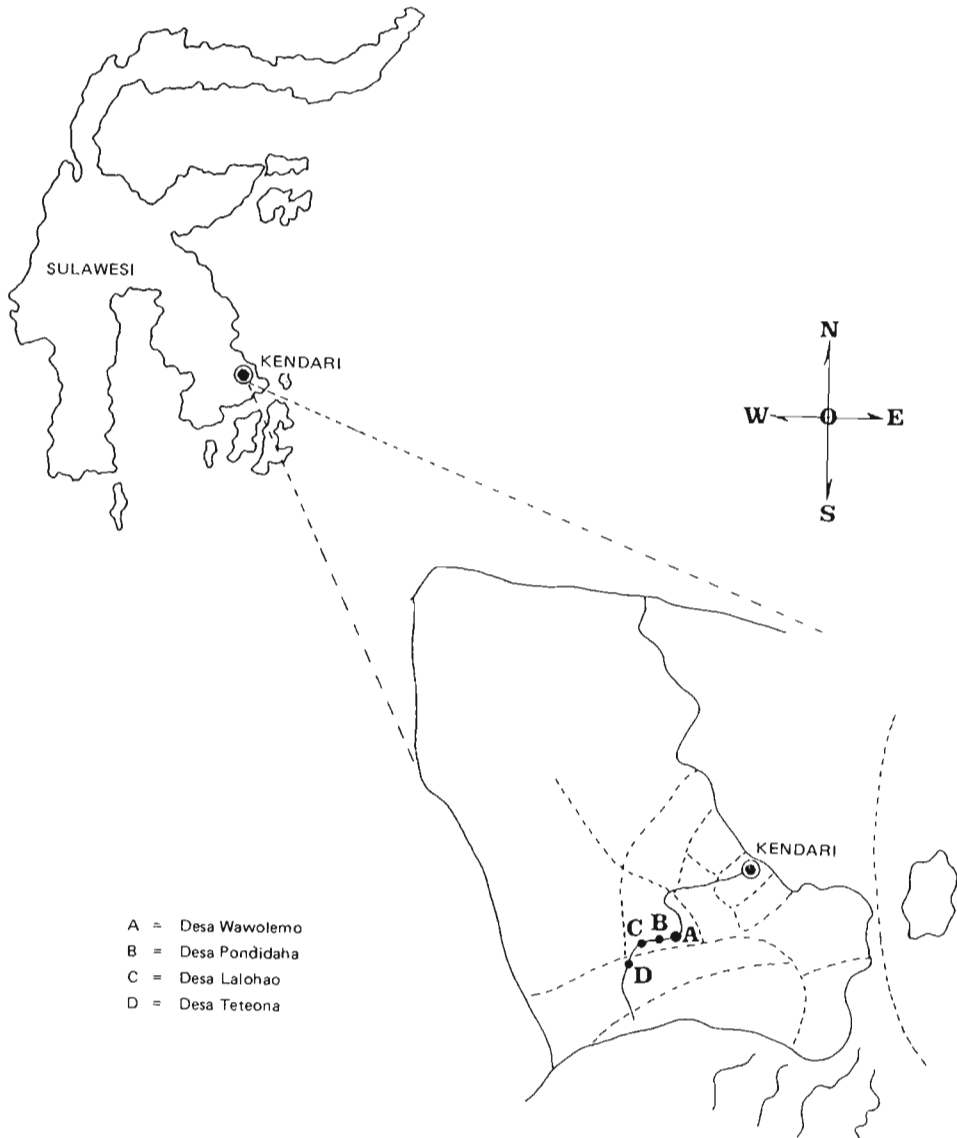 SULAWESI
KENDARI
N
W O E
S
KENDARI
C B A
D
A = Desa Wawolemo
B = Desa Pondidaha
C = Desa Lalohao
D = Desa Teteona